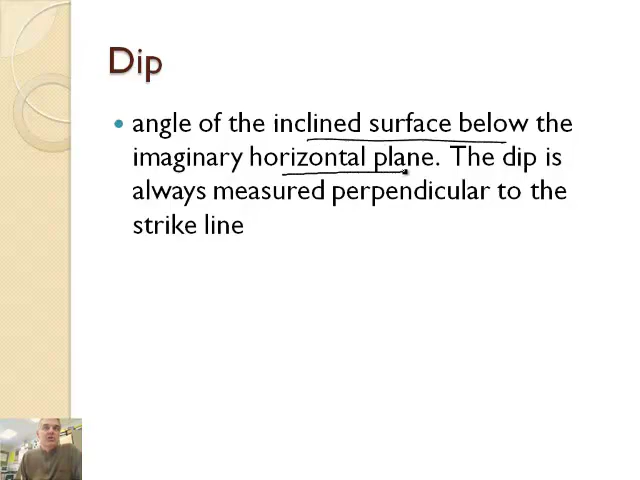 Dip
angle of the inclined surface below the
imaginary horizontal plane. The dip is
always measured perpendicular to the
strike line